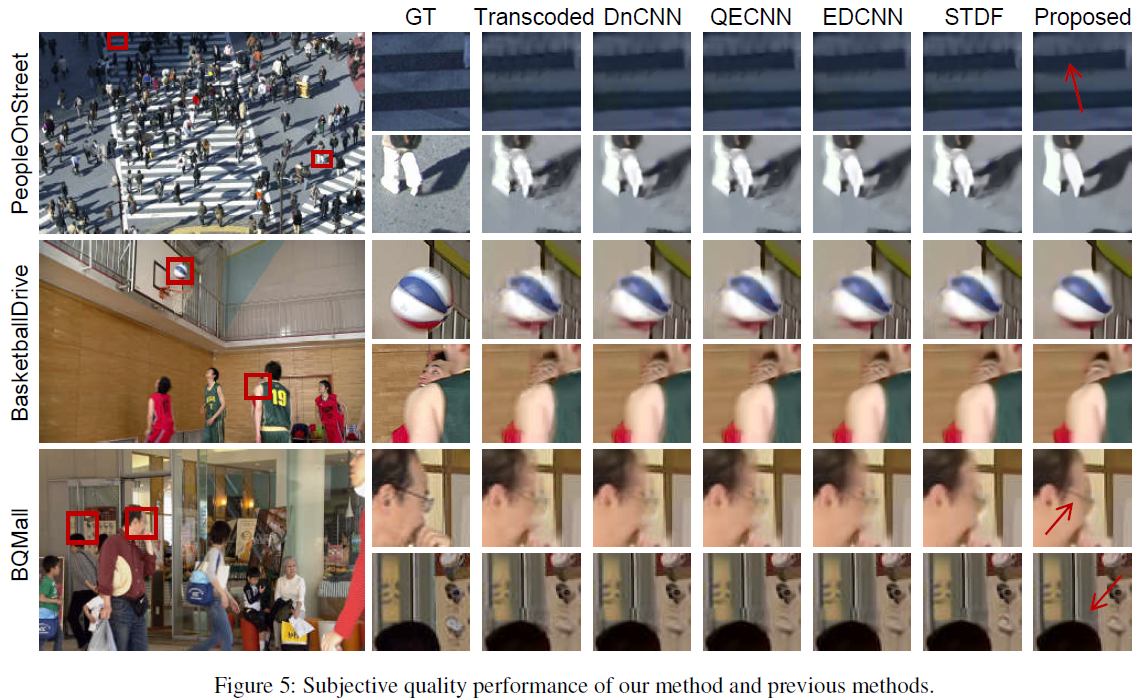 GT Transcoded DnCNN QECNN EDCNN STDF Proposed
PeopleOnStreet
BasketballDrive
19
BQMall
Figure 5: Subjective quality performance of our method and previous methods.